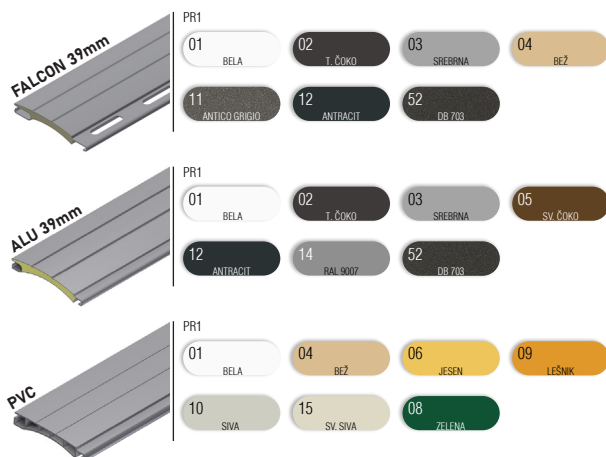 FALCON 39mm
PR1
01 BELA
02 T. ČOKO
03 SREBRNA
04 BEŽ
11 ANTICO GRIGIO
12 ANTRACIT
52 DB 703
ALU 39mm
PR1
01 BELA
02 T. ČOKO
03 SREBRNA
05 SV. ČOKO
12 ANTRACIT
14 RAL 9007
52 DB 703
PVC
PR1
01 BELA
04 BEŽ
06 JESEN
09 LEŠNIK
10 SIVA
15 SV. SIVA
08 ZELENA